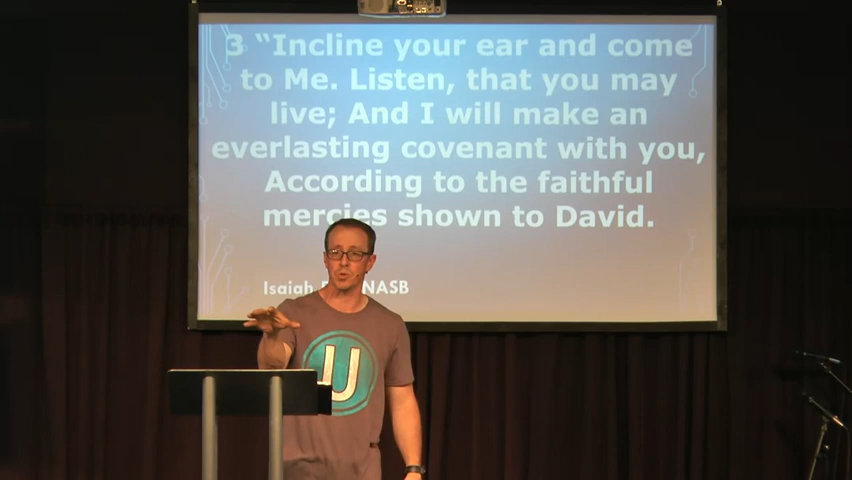 3 “Incline your ear and come
to Me. Listen, that you may
live; And I will make an
everlasting covenant with you,
According to the faithful
mercies shown to David.
Isaiah NASB
U